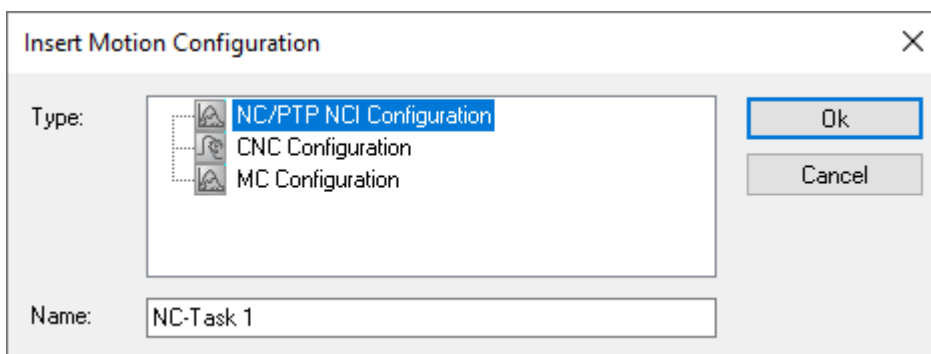 Insert Motion Configuration
Type:
NC/PTP NCI Configuration
Ok
CNC Configuration
MC Configuration
Cancel
Name:
NC-Task 1